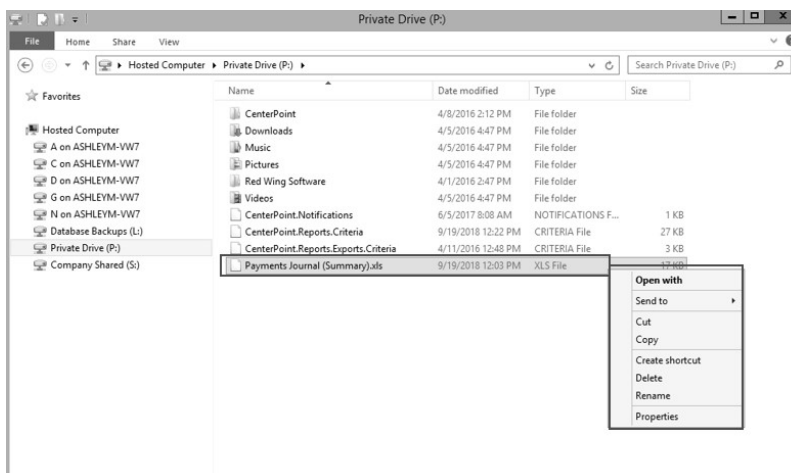 Private Drive (P:)
File Home Share View
Hosted Computer Private Drive (P:) Search Private Drive (P:)
Name Date modified Type Size
Favorites
CenterPoint 4/8/2016 2:12 PM File folder
Downloads 4/5/2016 4:47 PM File folder
Hosted Computer Music 4/5/2016 4:47 PM File folder
A on ASHLEYM-VW7 Pictures 4/5/2016 4:47 PM File folder
C on ASHLEYM-VW7 Red Wing Software 4/1/2016 2:47 PM File folder
D on ASHLEYM-VW7 Videos 4/5/2016 4:47 PM File folder
G on ASHLEYM-VW7 CenterPoint.Notifications 6/5/2017 8:08 AM NOTIFICATIONS F... 1 KB
N on ASHLEYM-VW7 CenterPoint.Reports.Criteria 9/19/2018 12:22 PM CRITERIA File 27 KB
Database Backups (L:) CenterPoint.Reports.Exports.Criteria 4/11/2016 12:48 PM CRITERIA File 3 KB
Private Drive (P:) Payments Journal (Summary).xls 9/19/2018 12:03 PM XLS File 17 KB
Company Shared (S:)
Open with
Send to
Cut
Copy
Create shortcut
Delete
Rename
Properties